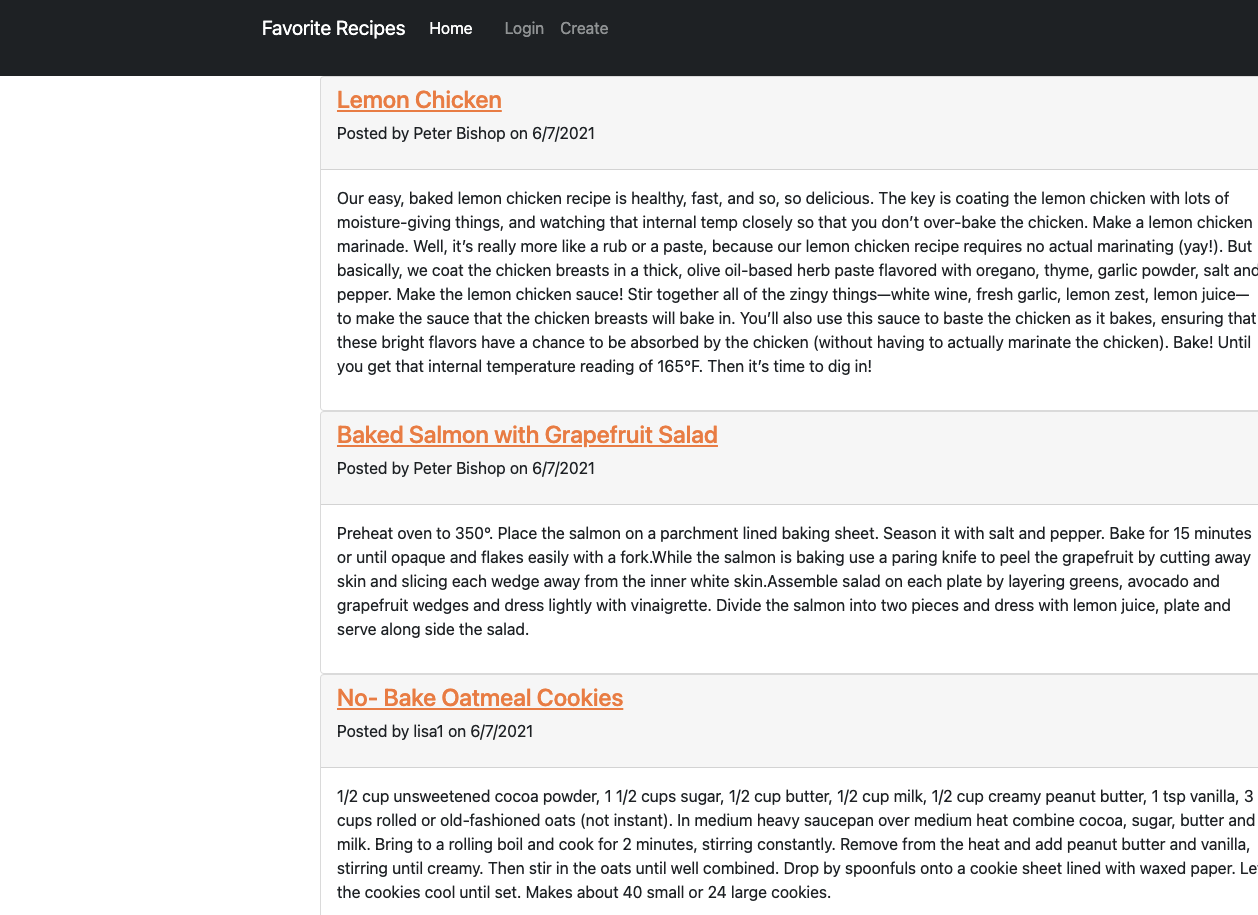 Favorite Recipes Home Login Create
Lemon Chicken
Posted by Peter Bishop on 6/7/2021
Our easy, baked lemon chicken recipe is healthy, fast, and so, so delicious. The key is coating the lemon chicken with lots of
moisture-giving things, and watching that internal temp closely so that you don’t over-bake the chicken. Make a lemon chicken
marinade. Well, it’s really more like a rub or a paste, because our lemon chicken recipe requires no actual marinating (yay!). But
basically, we coat the chicken breasts in a thick, olive oil-based herb paste flavored with oregano, thyme, garlic powder, salt and
pepper. Make the lemon chicken sauce! Stir together all of the zingy things—white wine, fresh garlic, lemon zest, lemon juice—
to make the sauce that the chicken breasts will bake in. You’ll also use this sauce to baste the chicken as it bakes, ensuring that
these bright flavors have a chance to be absorbed by the chicken (without having to actually marinate the chicken). Bake! Until
you get that internal temperature reading of 165°F. Then it’s time to dig in!
Baked Salmon with Grapefruit Salad
Posted by Peter Bishop on 6/7/2021
Preheat oven to 350°. Place the salmon on a parchment lined baking sheet. Season it with salt and pepper. Bake for 15 minutes
or until opaque and flakes easily with a fork.While the salmon is baking use a paring knife to peel the grapefruit by cutting away
skin and slicing each wedge away from the inner white skin.Assemble salad on each plate by layering greens, avocado and
grapefruit wedges and dress lightly with vinaigrette. Divide the salmon into two pieces and dress with lemon juice, plate and
serve along side the salad.
No- Bake Oatmeal Cookies
Posted by lisa1 on 6/7/2021
1/2 cup unsweetened cocoa powder, 1 1/2 cups sugar, 1/2 cup butter, 1/2 cup milk, 1/2 cup creamy peanut butter, 1 tsp vanilla, 3
cups rolled or old-fashioned oats (not instant). In medium heavy saucepan over medium heat combine cocoa, sugar, butter and
milk. Bring to a rolling boil and cook for 2 minutes, stirring constantly. Remove from the heat and add peanut butter and vanilla,
stirring until creamy. Then stir in the oats until well combined. Drop by spoonfuls onto a cookie sheet lined with waxed paper.
the cookies cool until set. Makes about 40 small or 24 large cookies.